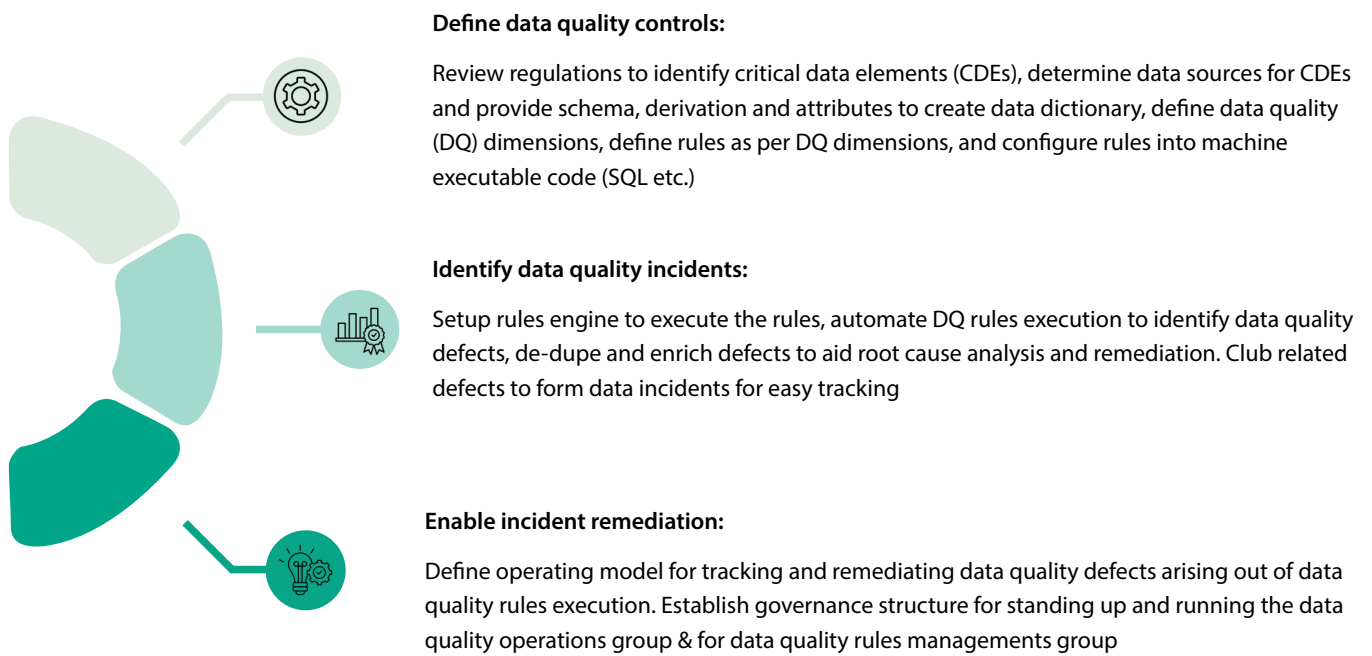 Define data quality controls:
Review regulations to identify critical data elements (CDEs), determine data sources for CDEs
and provide schema, derivation and attributes to create data dictionary, define data quality
(DQ) dimensions, define rules as per DQ dimensions, and configure rules into machine
executable code (SQL etc.)
Identify data quality incidents:
Setup rules engine to execute the rules, automate DQ rules execution to identify data quality
defects, de-dupe and enrich defects to aid root cause analysis and remediation. Club related
defects to form data incidents for easy tracking
Enable incident remediation:
Define operating model for tracking and remediating data quality defects arising out of data
quality rules execution. Establish governance structure for standing up and running the data
quality operations group & for data quality rules managements group